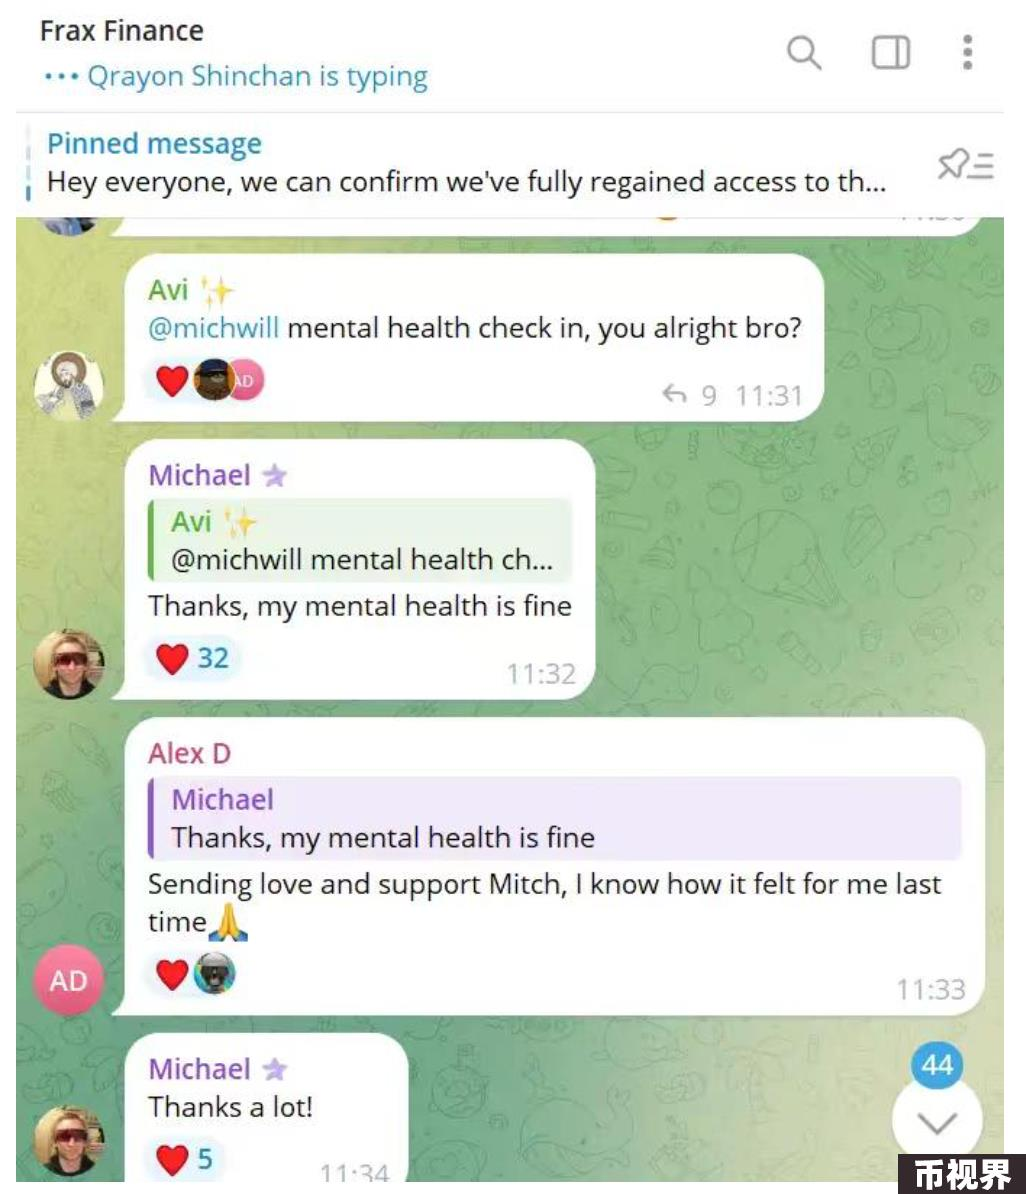 Frax Finance
Qrayon Shinchan is typing
Pinned message
Hey everyone, we can confirm we've fully regained access to th...
Avi ✨
@michwill mental health check in, you alright bro?
❤️ AD
9 11:31
Michael
Avi ✨
@michwill mental health ch...
Thanks, my mental health is fine
❤️ 32
11:32
Alex D
Michael
Thanks, my mental health is fine
Sending love and support Mitch, I know how it felt for me last
time🙏
AD
11:33
Michael
Thanks a lot!
❤️ 5
11:34
44
币视界